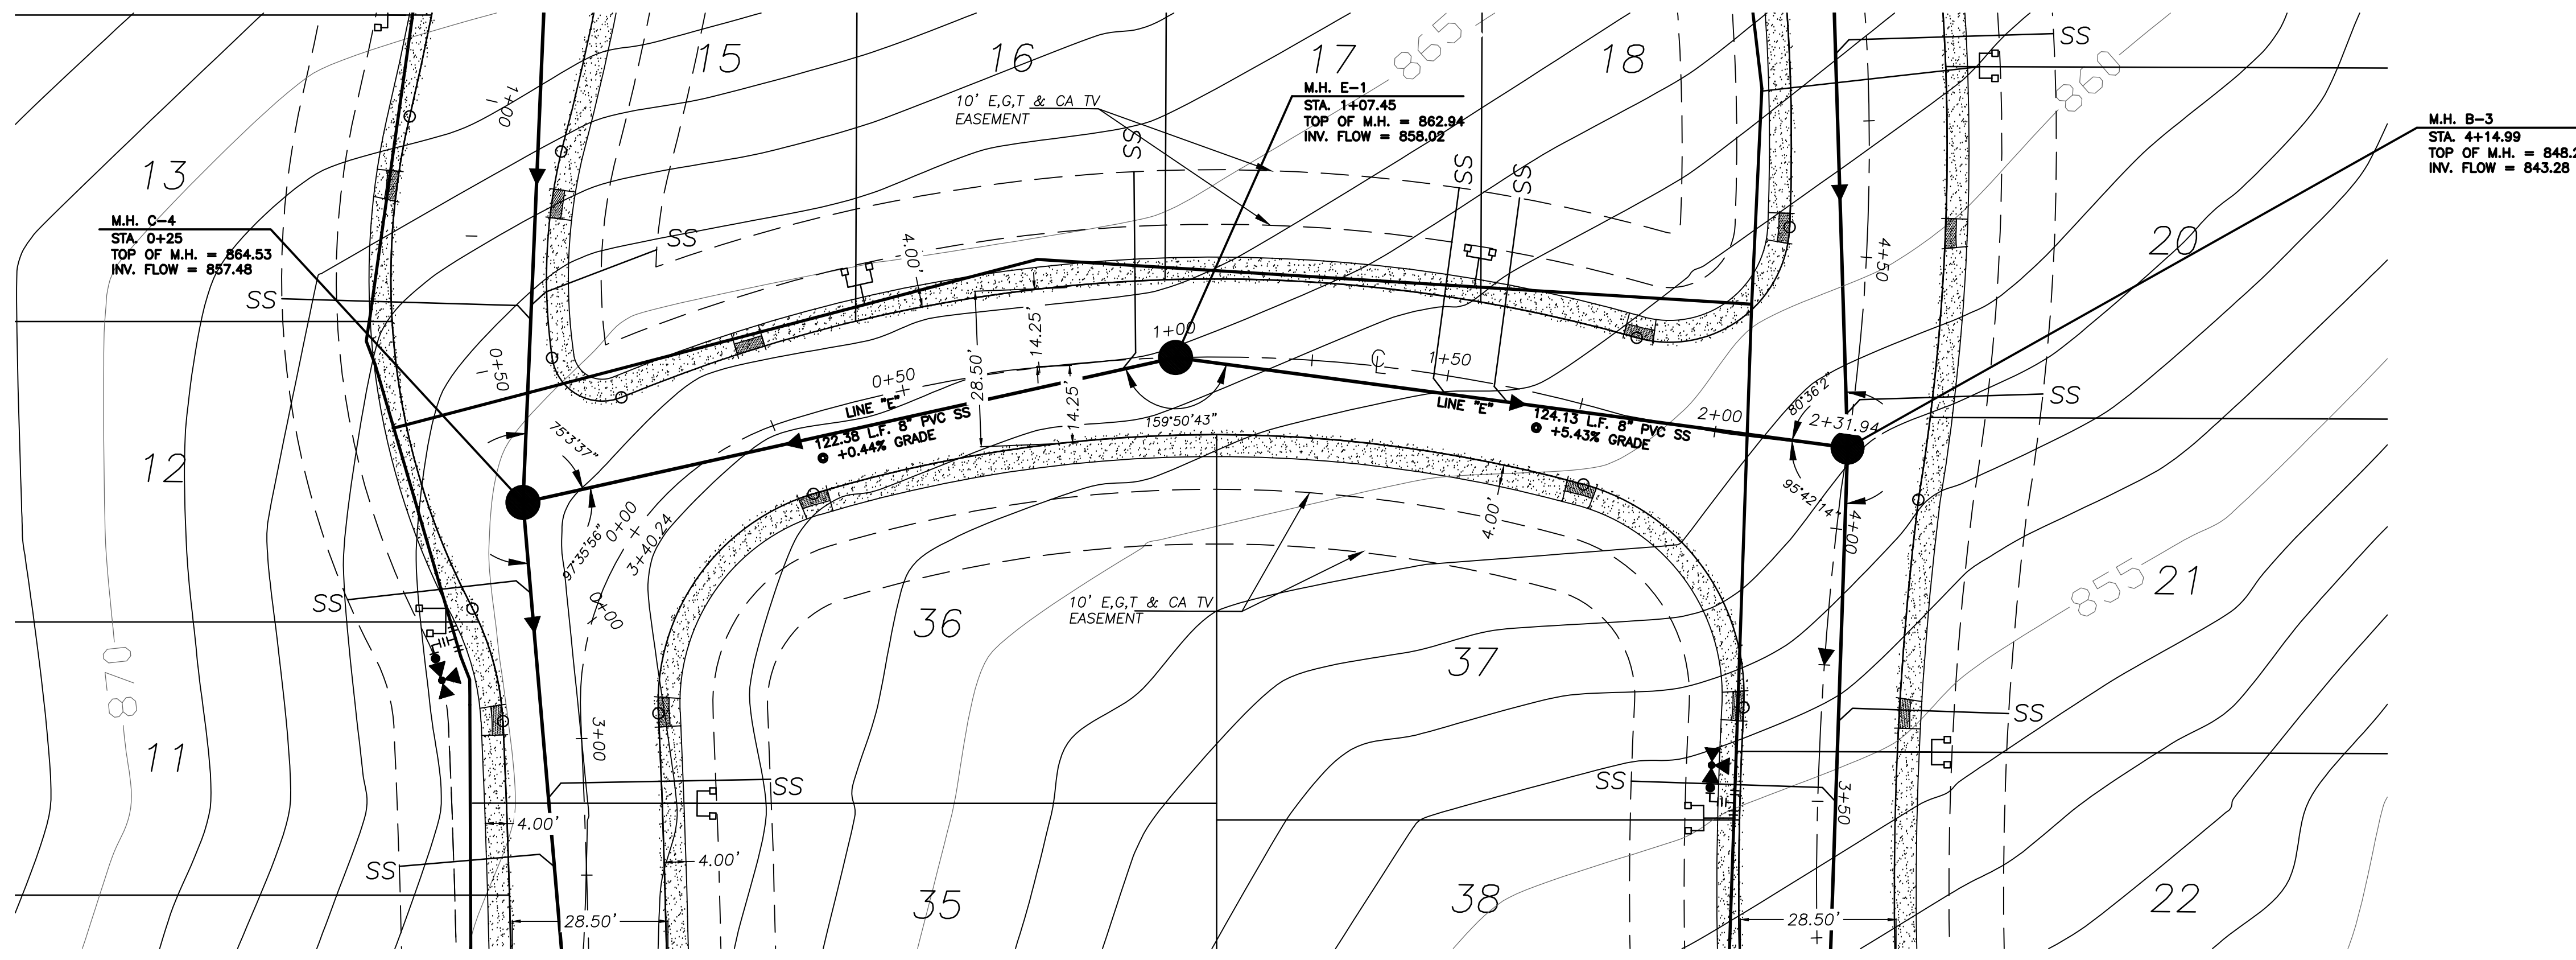 15
16
17
18
865
860
SS
10' E,G,T & CA TV
EASEMENT
M.H. E-1
STA. 1+07.45
TOP OF M.H. = 862.94
INV. FLOW = 858.02
M.H. B-3
STA. 4+14.99
TOP OF M.H. = 848.2
INV. FLOW = 843.28
1+00
SS
SS
SS
13
M.H. C-4
STA. 0+25
TOP OF M.H. = 864.53
INV. FLOW = 857.48
SS
SS
4.00'
20
4+50
14.25'
28.50'
14.25'
1+00
1+50
0+50
0+50
LINE "E"
122.38 L.F. 8" PVC SS
@ +0.44% GRADE
159°50'43"
LINE "E"
124.13 L.F. 8" PVC SS
@ +5.43% GRADE
2+00
80°36'2"
2+31.94
SS
95°42'14"
4+00
12
75°3'37"
97°35'56"
0+00
3+40.24
0+00
4.00'
SS
10' E,G,T & CA TV
EASEMENT
36
37
855
21
870
11
3+00
SS
SS
SS
3+50
4.00'
4.00'
SS
35
38
22
28.50'
28.50'